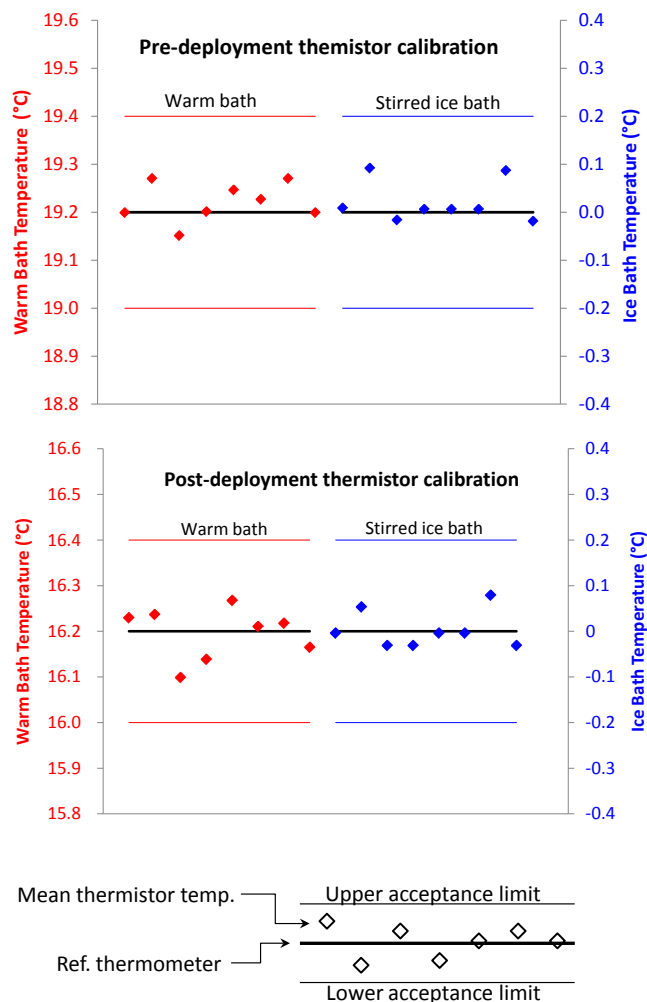 Pre-deployment themistor calibration
Warm Bath Temperature (°C)
19.6
19.5
19.4
19.3
19.2
19.1
19.0
18.9
18.8
Warm bath
Stirred ice bath
0.4
0.3
0.2
0.1
0.0
-0.1
-0.2
-0.3
-0.4
Ice Bath Temperature (°C)
Post-deployment thermistor calibration
Warm Bath Temperature (°C)
16.6
16.5
16.4
16.3
16.2
16.1
16.0
15.9
15.8
Warm bath
Stirred ice bath
0.4
0.3
0.2
0.1
0
-0.1
-0.2
-0.3
-0.4
Ice Bath Temperature (°C)
Mean thermistor temp.
Upper acceptance limit
Ref. thermometer
Lower acceptance limit